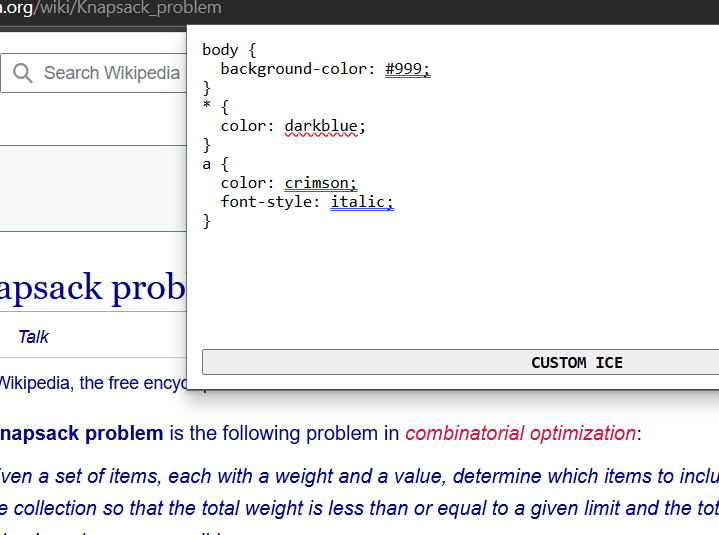 .org/wiki/Knapsack_problem
Search Wikipedia
body {
background-color: #999;
}
* {
color: darkblue;
}
a {
color: crimson;
font-style: italic;
}
CUSTOM ICE
apsack prob
Talk
Wikipedia, the free ency
napsack problem is the following problem in combinatorial optimization:
ven a set of items, each with a weight and a value, determine which items to inclu
e collection so that the total weight is less than or equal to a given limit and the tot